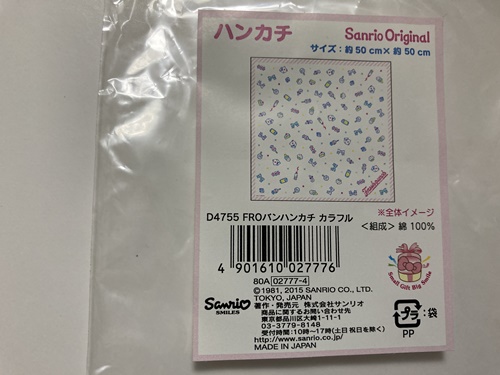 ハンカチ
Sanrio Original
サイズ：約50cm×約50cm
※全体イメージ
D4755 FROバンハンカチ カラフル
<組成> 綿 100%
4 901610 027776
80A 02777-4
©1981, 2015 SANRIO CO., LTD.
TOKYO, JAPAN
Small Gift Big Smile
Sanrio
SMILES
著作・発売元 株式会社サンリオ
商品に関するお問い合わせ先
東京都品川区大崎1-11-1
03-3779-8148
受付時間：10時〜17時(土日 祝日を除く)
http://www.sanrio.co.jp/
MADE IN JAPAN
プラ：袋
PP